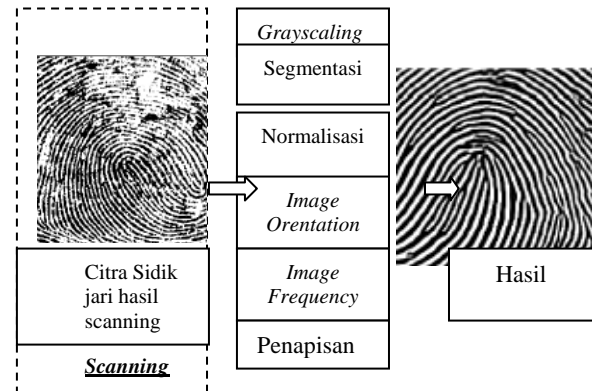 Citra Sidik
jari hasil
scanning
Scanning
Grayscaling
Segmentasi
Normalisasi
Image
Orentation
Image
Frequency
Penapisan
Hasil